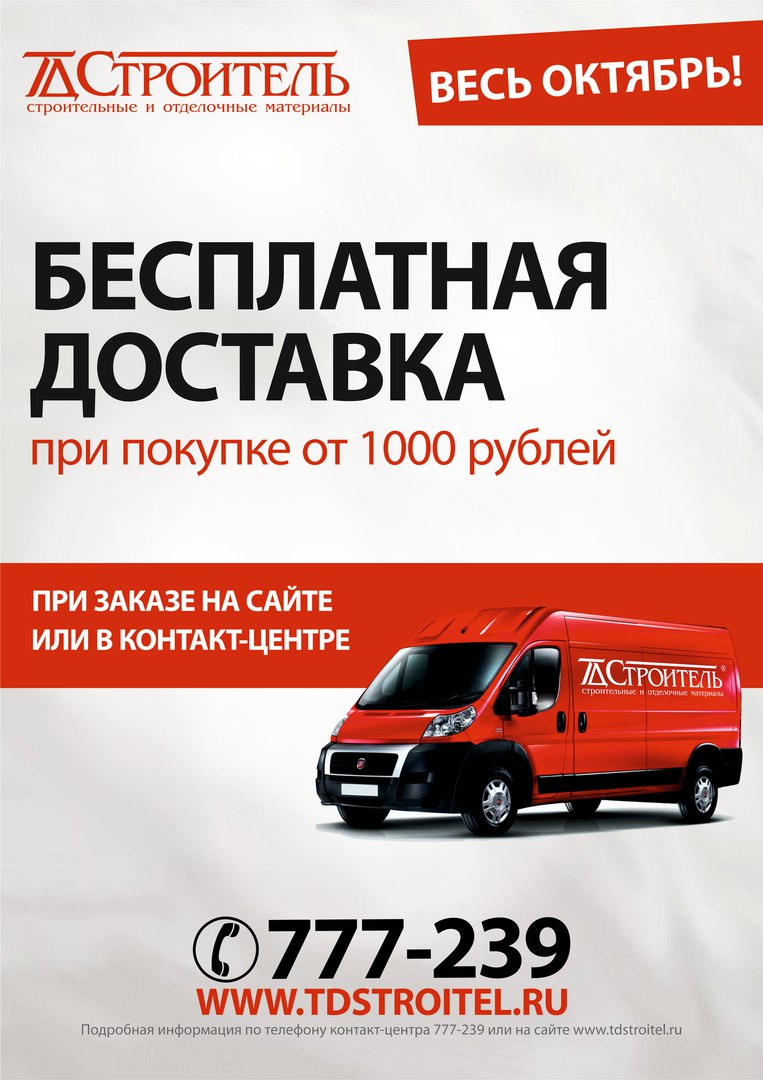 ТДСТРОИТЕЛЬ
строительные и отделочные материалы
ВЕСЬ ОКТЯБРЬ!
БЕСПЛАТНАЯ
ДОСТАВКА
при покупке от 1000 рублей
ПРИ ЗАКАЗЕ НА САЙТЕ
ИЛИ В КОНТАКТ-ЦЕНТРЕ
ТДСТРОИТЕЛЬ®
строительные и отделочные материалы
777-239
WWW.TDSTROITEL.RU
Подробная информация по телефону контакт-центра 777-239 или на сайте www.tdstroitel.ru